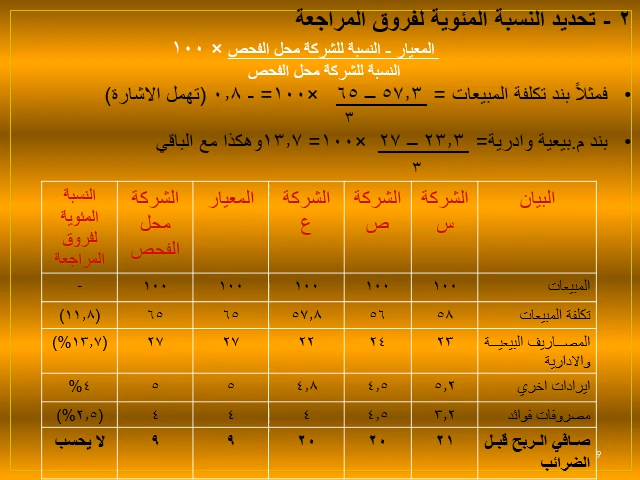 ٢ - تحديد النسبة المئوية لفروق المراجعة
المعيار – النسبة للشركة محل الفحص × ١٠٠
النسبة للشركة محل الفحص
• فمثلاً بند تكلفة المبيعات = ٥٧,٣ – ٦٥ ×١٠٠= - ٠,٨ (تهمل الاشارة)
٣
• بند م.بيعية وادرية= ٢٣,٣ – ٢٧ ×١٠٠= ١٣,٧وهكذا مع الباقي
٣
البيان الشركة س الشركة ص الشركة ع المعيار الشركة محل الفحص النسبة المئوية لفروق المراجعة
المبيعات ١٠٠ ١٠٠ ١٠٠ ١٠٠ ١٠٠ -
تكلفة المبيعات ٥٨ ٥٦ ٥٧,٨ ٦٥ ٦٥ (١١,٨)
المصاريف البيعية والادارية ٢٣ ٢٤ ٢٢ ٢٧ ٢٧ (١٣,٧%)
ايرادات اخري ٥,٢ ٤,٥ ٤,٨ ٥ ٥ ٤%
مصروفات فوائد ٣,٢ ٤,٥ ٤ ٤ ٤ (٢,٥%)
صافي الربح قبل الضرائب ٢١ ٢٠ ٢٠ ٩ ٩ لا يحسب
9